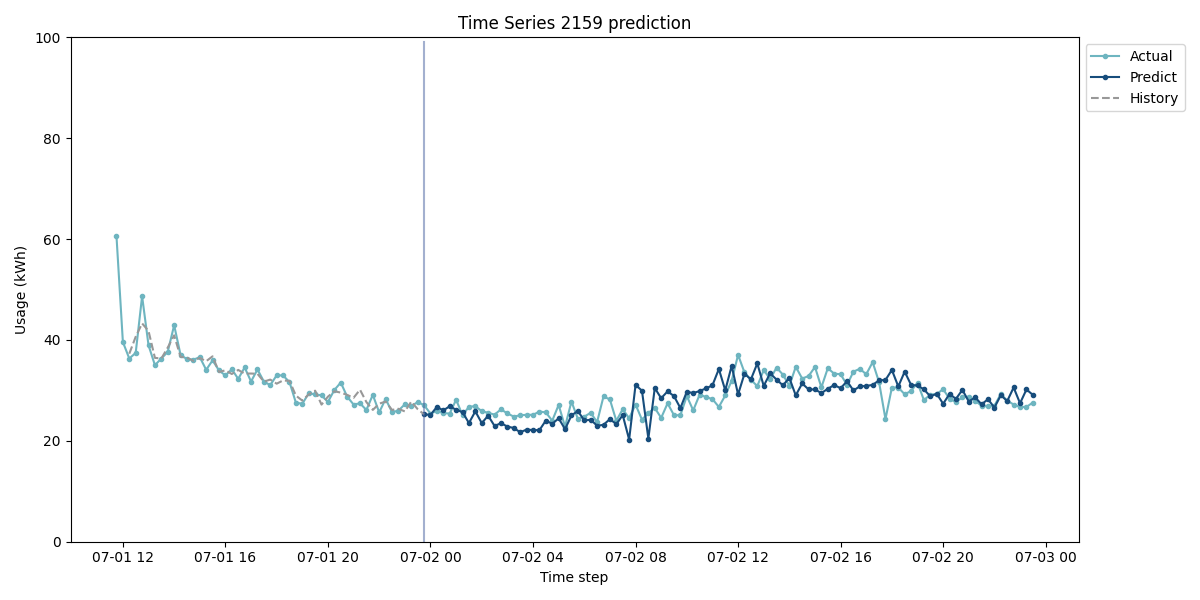 Time Series 2159 prediction
Usage (kWh)
100
80
60
40
20
0
07-01 12
07-01 16
07-01 20
07-02 00
07-02 04
07-02 08
07-02 12
07-02 16
07-02 20
07-03 00
Time step
Actual
Predict
History